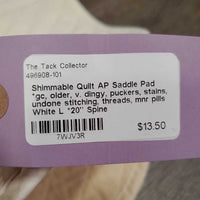 The Tack Collector
496908-101
Shimmable Quilt AP Saddle Pad
*gc, older, v. dingy, puckers, stains,
undone stitching, threads, mnr pills
White L *20" Spine
7WJV3R
$13.50